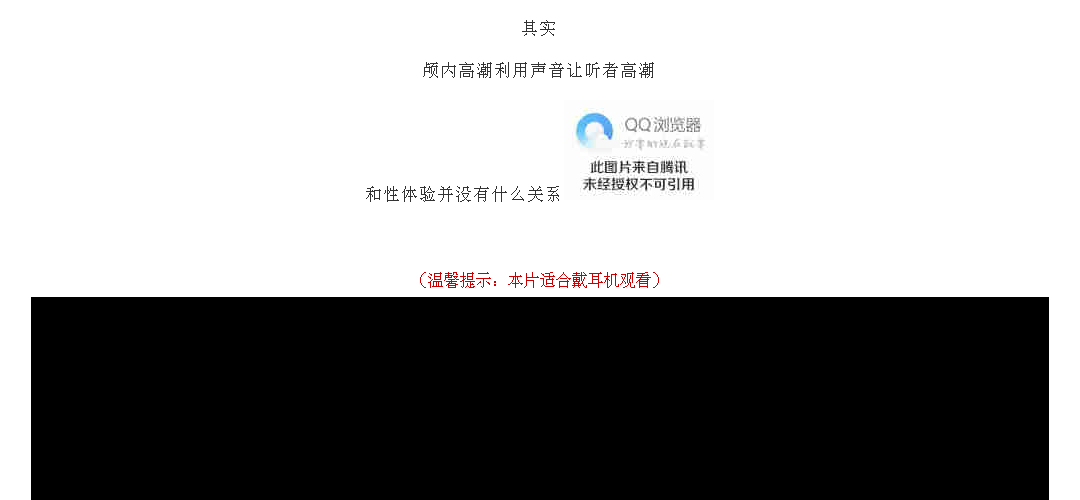 其实
颅内高潮利用声音让听者高潮
QQ浏览器
此图片来自腾讯
未经授权不可引用
和性体验并没有什么关系
（温馨提示：本片适合戴耳机观看）